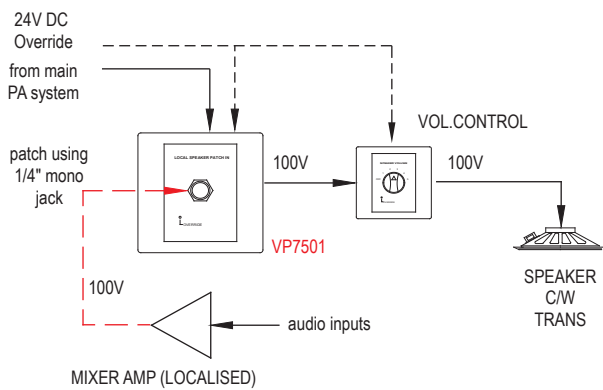 24V DC
Override
from main
PA system
VOL.CONTROL
LOCAL SPEAKER PATCH IN
patch using
1/4" mono
jack
100V
100V
OVERRIDE
VP7501
SPEAKER
C/W
TRANS
100V
audio inputs
MIXER AMP (LOCALISED)